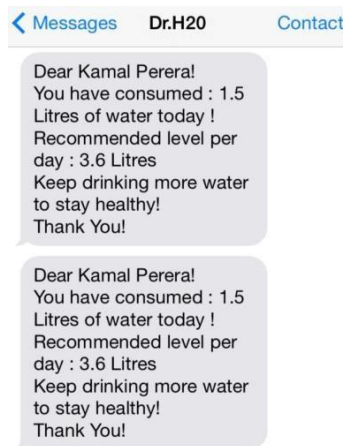 Messages Dr.H20 Contact
Dear Kamal Perera!
You have consumed : 1.5
Litres of water today !
Recommended level per
day : 3.6 Litres
Keep drinking more water
to stay healthy!
Thank You!
Dear Kamal Perera!
You have consumed : 1.5
Litres of water today !
Recommended level per
day : 3.6 Litres
Keep drinking more water
to stay healthy!
Thank You!